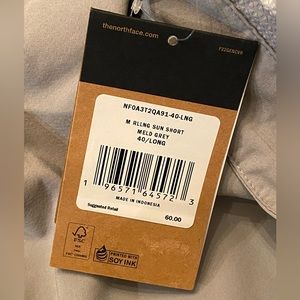 thenorthface.com
NF0A3T2QA91-40-LNG
M RLLNG SUN SHORT
MELD GREY
40/LONG
1 96571 64572 3
MADE IN INDONESIA
Suggested Retail
60.00
FSC
MIX
PRINTED WITH
SOY INK